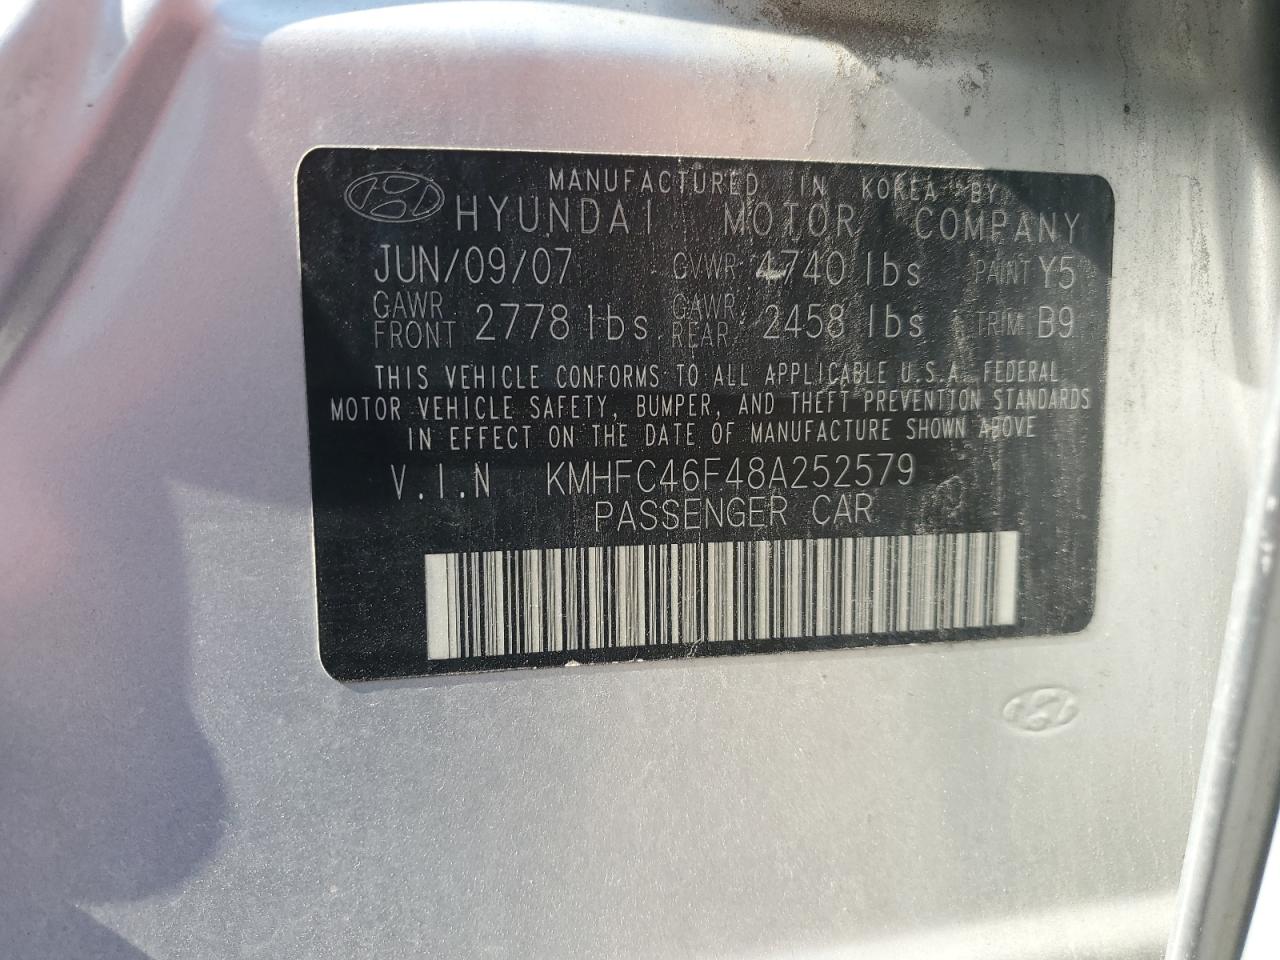 MANUFACTURED IN KOREA BY
HYUNDAI MOTOR COMPANY
JUN/09/07 GVWR 4740 lbs PAINT Y5
GAWR FRONT 2778 lbs GAWR REAR 2458 lbs TRIM B9
THIS VEHICLE CONFORMS TO ALL APPLICABLE U.S.A. FEDERAL
MOTOR VEHICLE SAFETY, BUMPER, AND THEFT PREVENTION STANDARDS
IN EFFECT ON THE DATE OF MANUFACTURE SHOWN ABOVE
V.I.N KMHFC46F48A252579
PASSENGER CAR